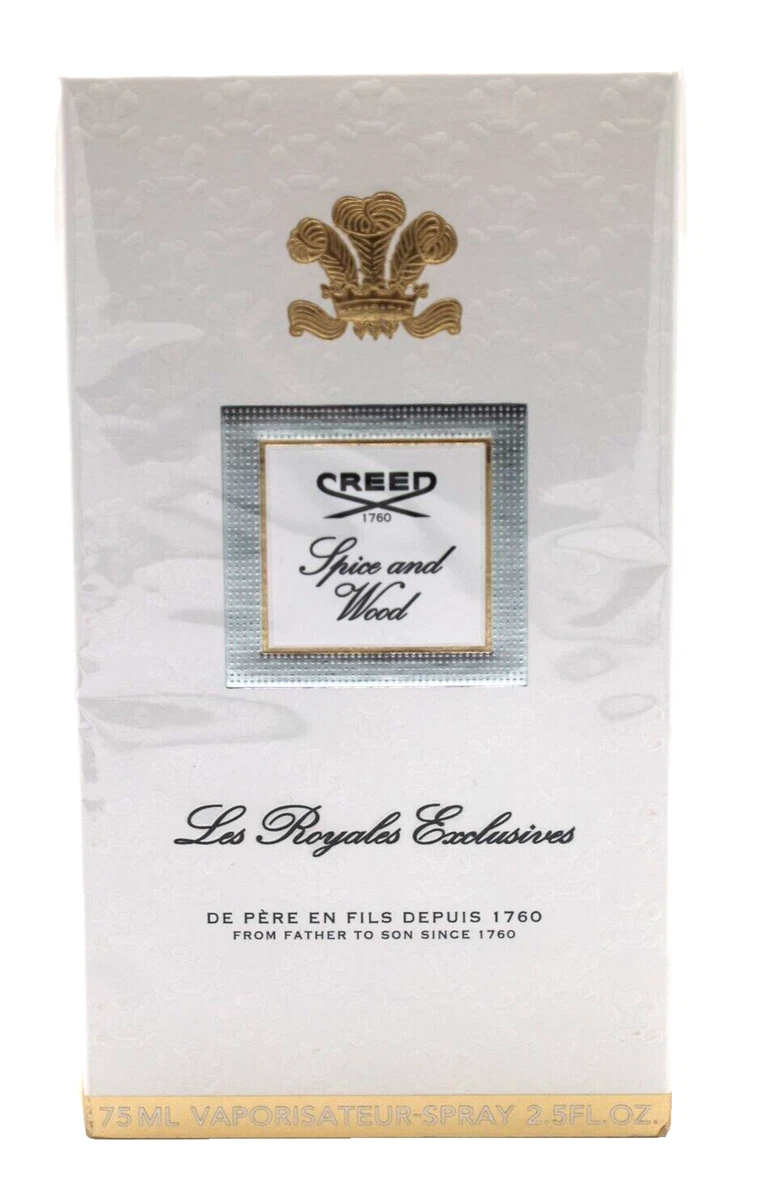 CREED
1760
Spice and
Wood
Les Royales Exclusives
DE PÈRE EN FILS DEPUIS 1760
FROM FATHER TO SON SINCE 1760
75 ML VAPORISATEUR-SPRAY 2.5FL.OZ.